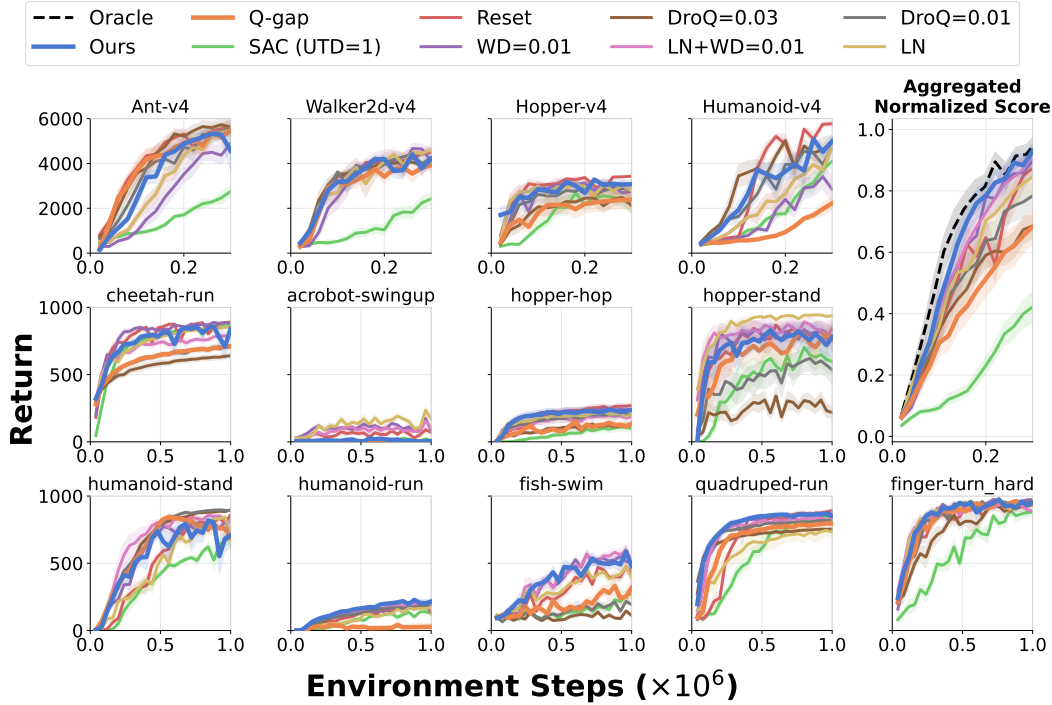 Oracle Q-gap Reset DroQ=0.03 DroQ=0.01
Ours SAC (UTD=1) WD=0.01 LN+WD=0.01 LN
Aggregated
Normalized Score
Ant-v4 Walker2d-v4 Hopper-v4 Humanoid-v4
6000
4000
2000
0
0.0 0.2 0.0 0.2 0.0 0.2 0.0 0.2
1.0
0.8
0.6
0.4
0.2
0.0
0.0 0.2
cheetah-run acrobot-swingup hopper-hop hopper-stand
1000
500
0
0.0 0.5 1.0 0.0 0.5 1.0 0.0 0.5 1.0 0.0 0.5 1.0
Return
humanoid-stand humanoid-run fish-swim quadruped-run finger-turn_hard
1000
500
0
0.0 0.5 1.0 0.0 0.5 1.0 0.0 0.5 1.0 0.0 0.5 1.0 0.0 0.5 1.0
Environment Steps (×10⁶)